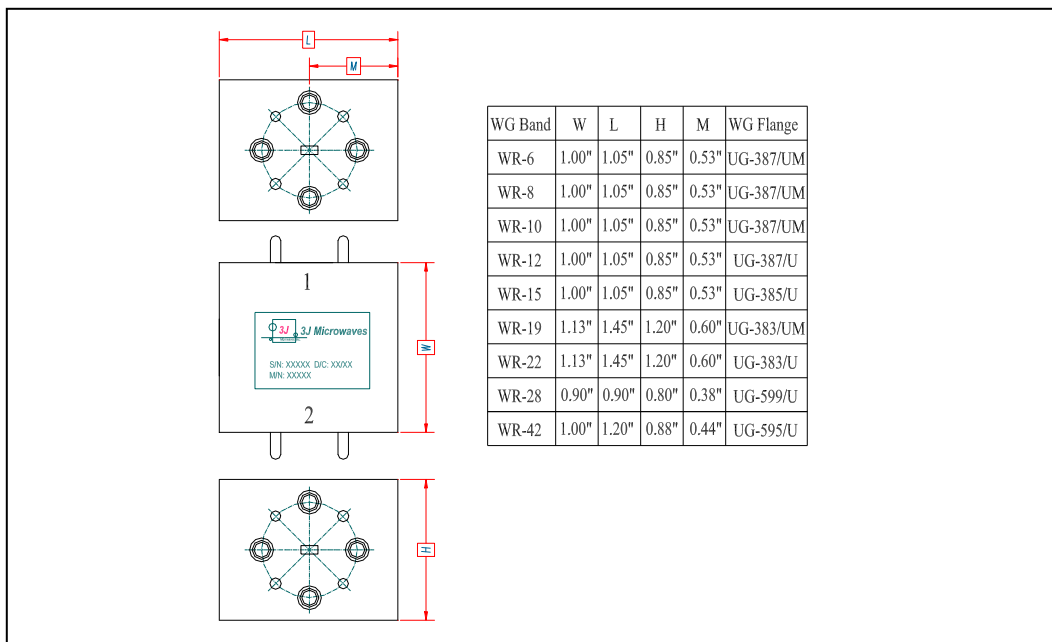 L
M
1
3J 3J Microwaves
S/N: XXXXX D/C: XX/XX
M/N: XXXXX
2
W
H
WG Band W L H M WG Flange
WR-6 1.00" 1.05" 0.85" 0.53" UG-387/UM
WR-8 1.00" 1.05" 0.85" 0.53" UG-387/UM
WR-10 1.00" 1.05" 0.85" 0.53" UG-387/UM
WR-12 1.00" 1.05" 0.85" 0.53" UG-387/U
WR-15 1.00" 1.05" 0.85" 0.53" UG-385/U
WR-19 1.13" 1.45" 1.20" 0.60" UG-383/UM
WR-22 1.13" 1.45" 1.20" 0.60" UG-383/U
WR-28 0.90" 0.90" 0.80" 0.38" UG-599/U
WR-42 1.00" 1.20" 0.88" 0.44" UG-595/U